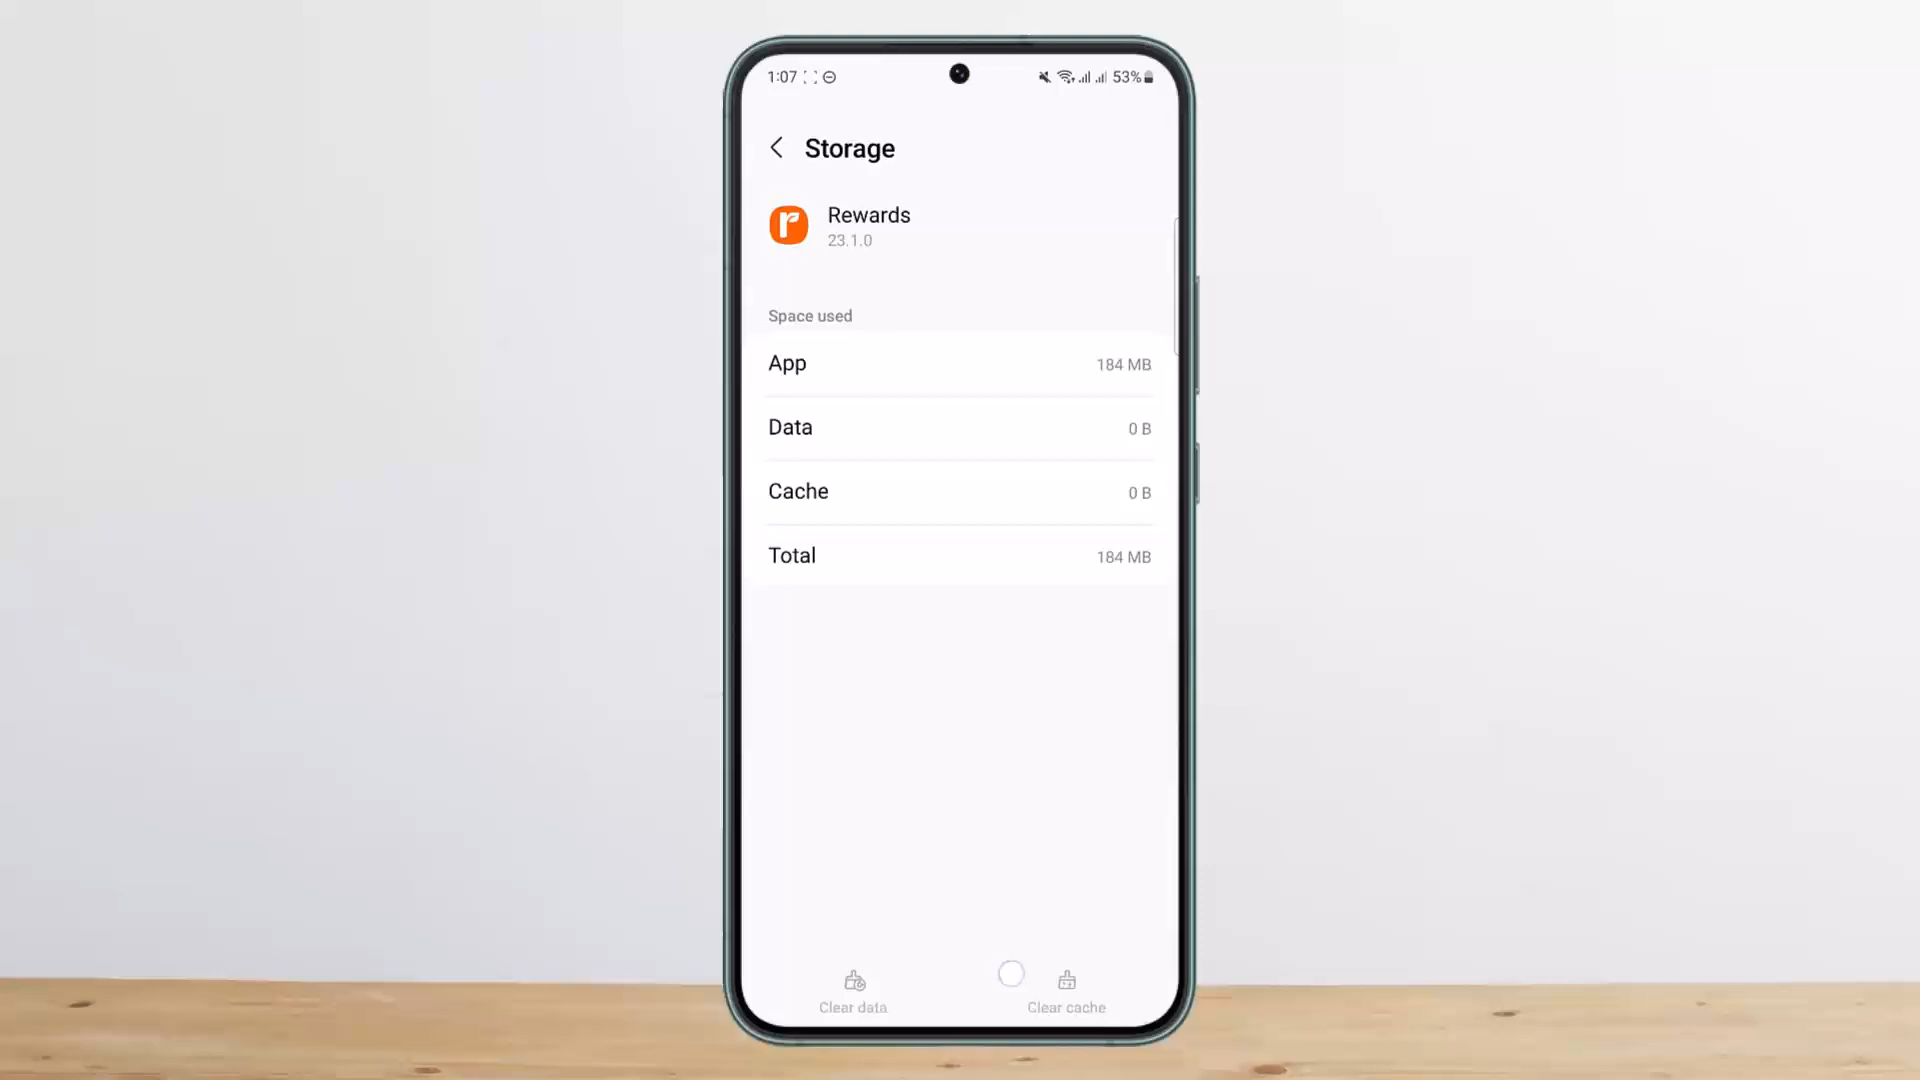 1:07 53%
Storage
r
Rewards
23.1.0
Space used
App 184 MB
Data 0 B
Cache 0 B
Total 184 MB
Clear data Clear cache